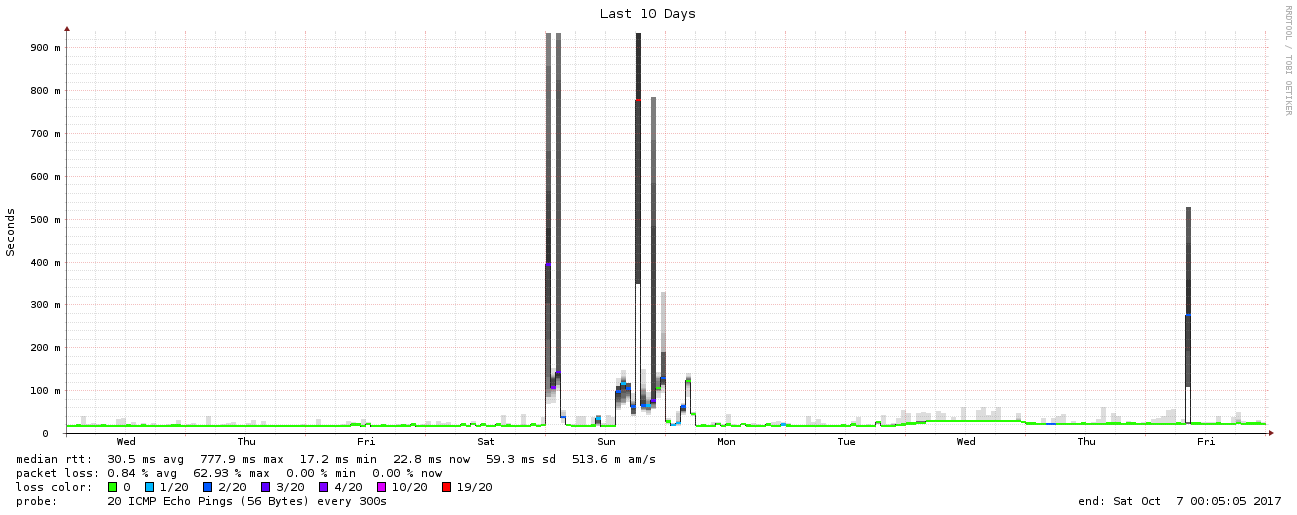 Last 10 Days
RRDTOOL / TOBI OETIKER
Seconds
900 m
800 m
700 m
600 m
500 m
400 m
300 m
200 m
100 m
0
Wed Thu Fri Sat Sun Mon Tue Wed Thu Fri
median rtt: 30.5 ms avg 777.9 ms max 17.2 ms min 22.8 ms now 59.3 ms sd 513.6 m am/s
packet loss: 0.84 % avg 62.93 % max 0.00 % min 0.00 % now
loss color: 0 1/20 2/20 3/20 4/20 10/20 19/20
probe: 20 ICMP Echo Pings (56 Bytes) every 300s end: Sat Oct 7 00:05:05 2017